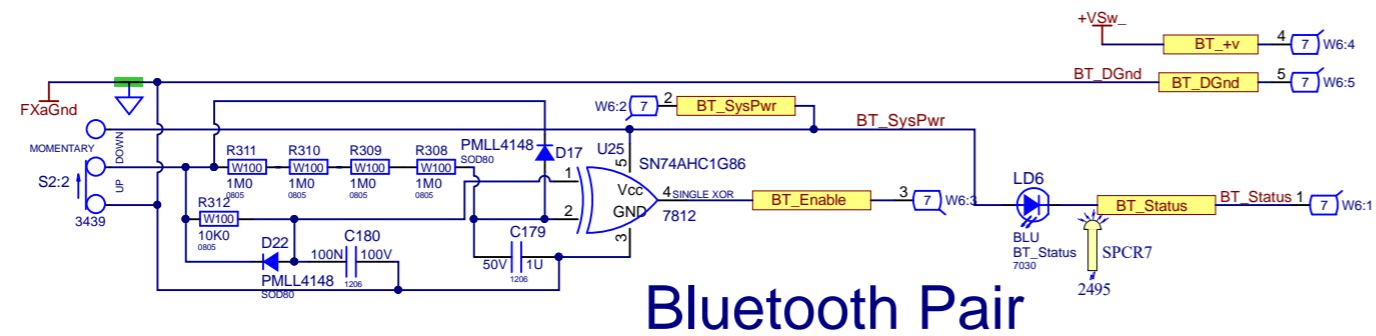 +VSw_
BT_+v
4
7
W6:4
FXaGnd
BT_DGnd
BT_DGnd
5
7
W6:5
W6:2
7
2
BT_SysPwr
BT_SysPwr
MOMENTARY
DOWN
UP
S2:2
3439
R311
W100
1M0
0805
R310
W100
1M0
0805
R309
W100
1M0
0805
R308
W100
1M0
0805
PMLL4148
SOD80
D17
U25
5
SN74AHC1G86
1
2
Vcc
GND
3
4
SINGLE XOR
7812
BT_Enable
3
7
W6:3
R312
W100
10K0
0805
D22
PMLL4148
SOD80
C180
100N
100V
1206
C179
50V
1U
1206
LD6
BLU
BT_Status
7030
BT_Status
BT_Status
1
7
W6:1
SPCR7
2495
Bluetooth Pair